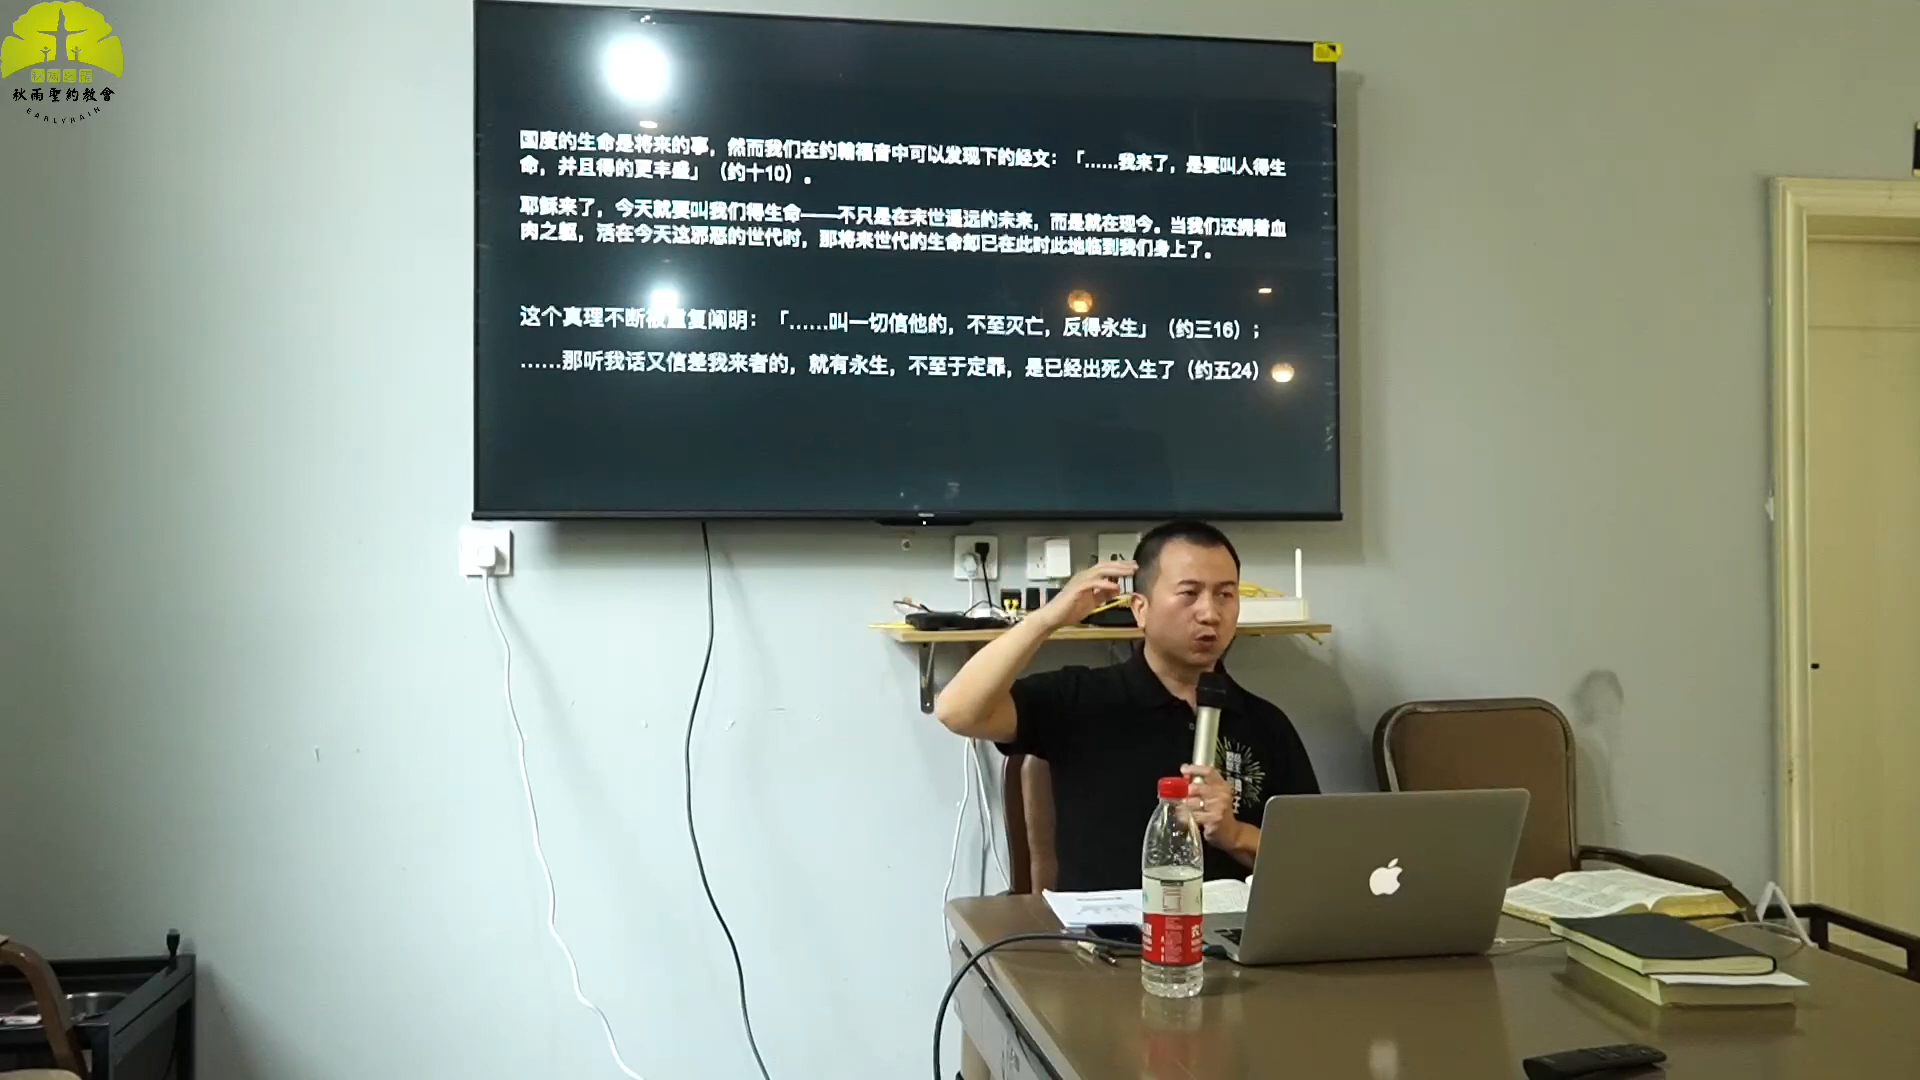 秋雨之福
秋雨聖約教會
EARLYRAIN
国度的生命是将来的事，然而我们在约翰福音中可以发现下的经文：「……我来了，是要叫人得生
命，并且得的更丰盛」（约十10）。
耶稣来了，今天就要叫我们得生命——不只是在末世遥远的未来，而是就在现今。当我们还拥着血
肉之躯，活在今天这邪恶的世代时，那将来世代的生命却已在此时此地临到我们身上了。
这个真理不断被重复阐明：「……叫一切信他的，不至灭亡，反得永生」（约三16）；
……那听我话又信差我来者的，就有永生，不至于定罪，是已经出死入生了（约五24）